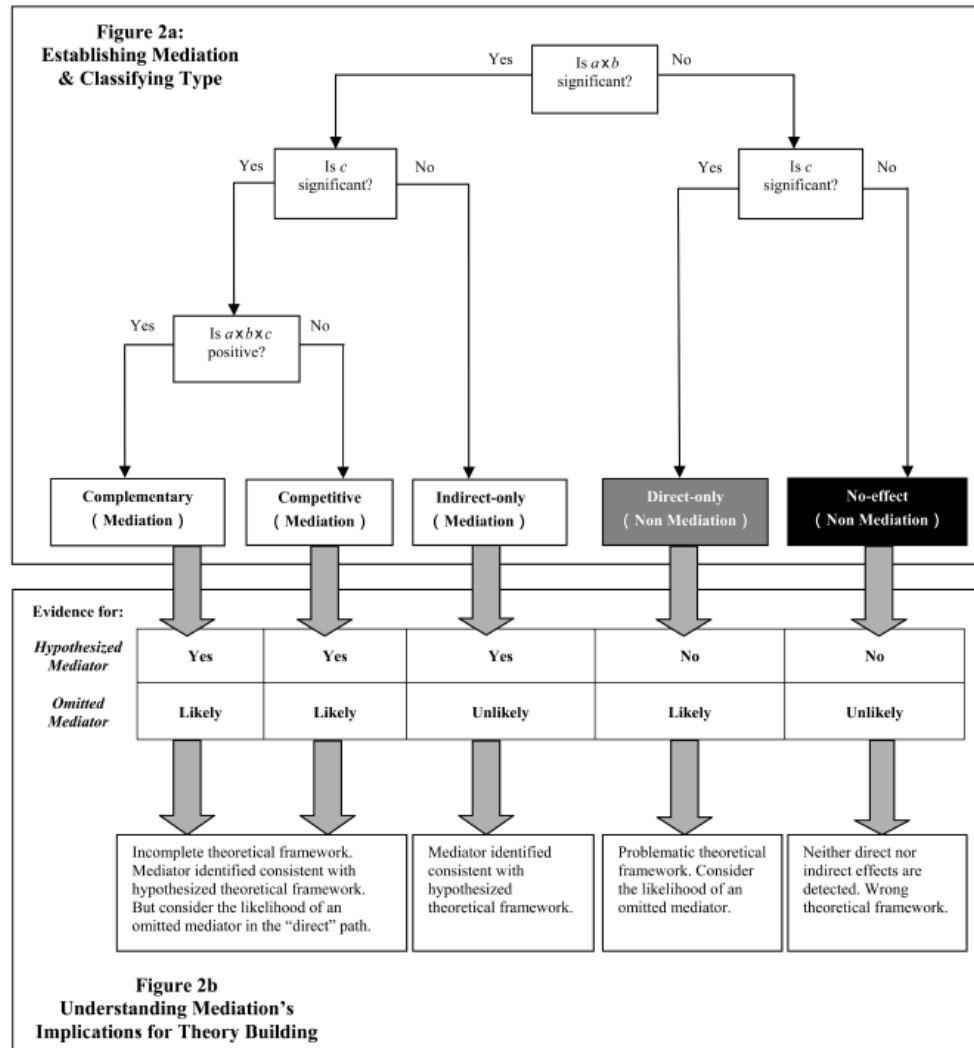 Figure 2a:
Establishing Mediation
& Classifying Type
Yes
Is a x b
significant?
No
Yes
Is c
significant?
No
Yes
Is c
significant?
No
Yes
Is a x b x c
positive?
No
Complementary
( Mediation )
Competitive
( Mediation )
Indirect-only
( Mediation )
Direct-only
( Non Mediation )
No-effect
( Non Mediation )
Evidence for:
Hypothesized
Mediator
Yes
Yes
Yes
No
No
Omitted
Mediator
Likely
Likely
Unlikely
Likely
Unlikely
Incomplete theoretical framework.
Mediator identified consistent with
hypothesized theoretical framework.
But consider the likelihood of an
omitted mediator in the “direct” path.
Mediator identified
consistent with
hypothesized
theoretical framework.
Problematic theoretical
framework. Consider
the likelihood of an
omitted mediator.
Neither direct nor
indirect effects are
detected. Wrong
theoretical framework.
Figure 2b
Understanding Mediation’s
Implications for Theory Building